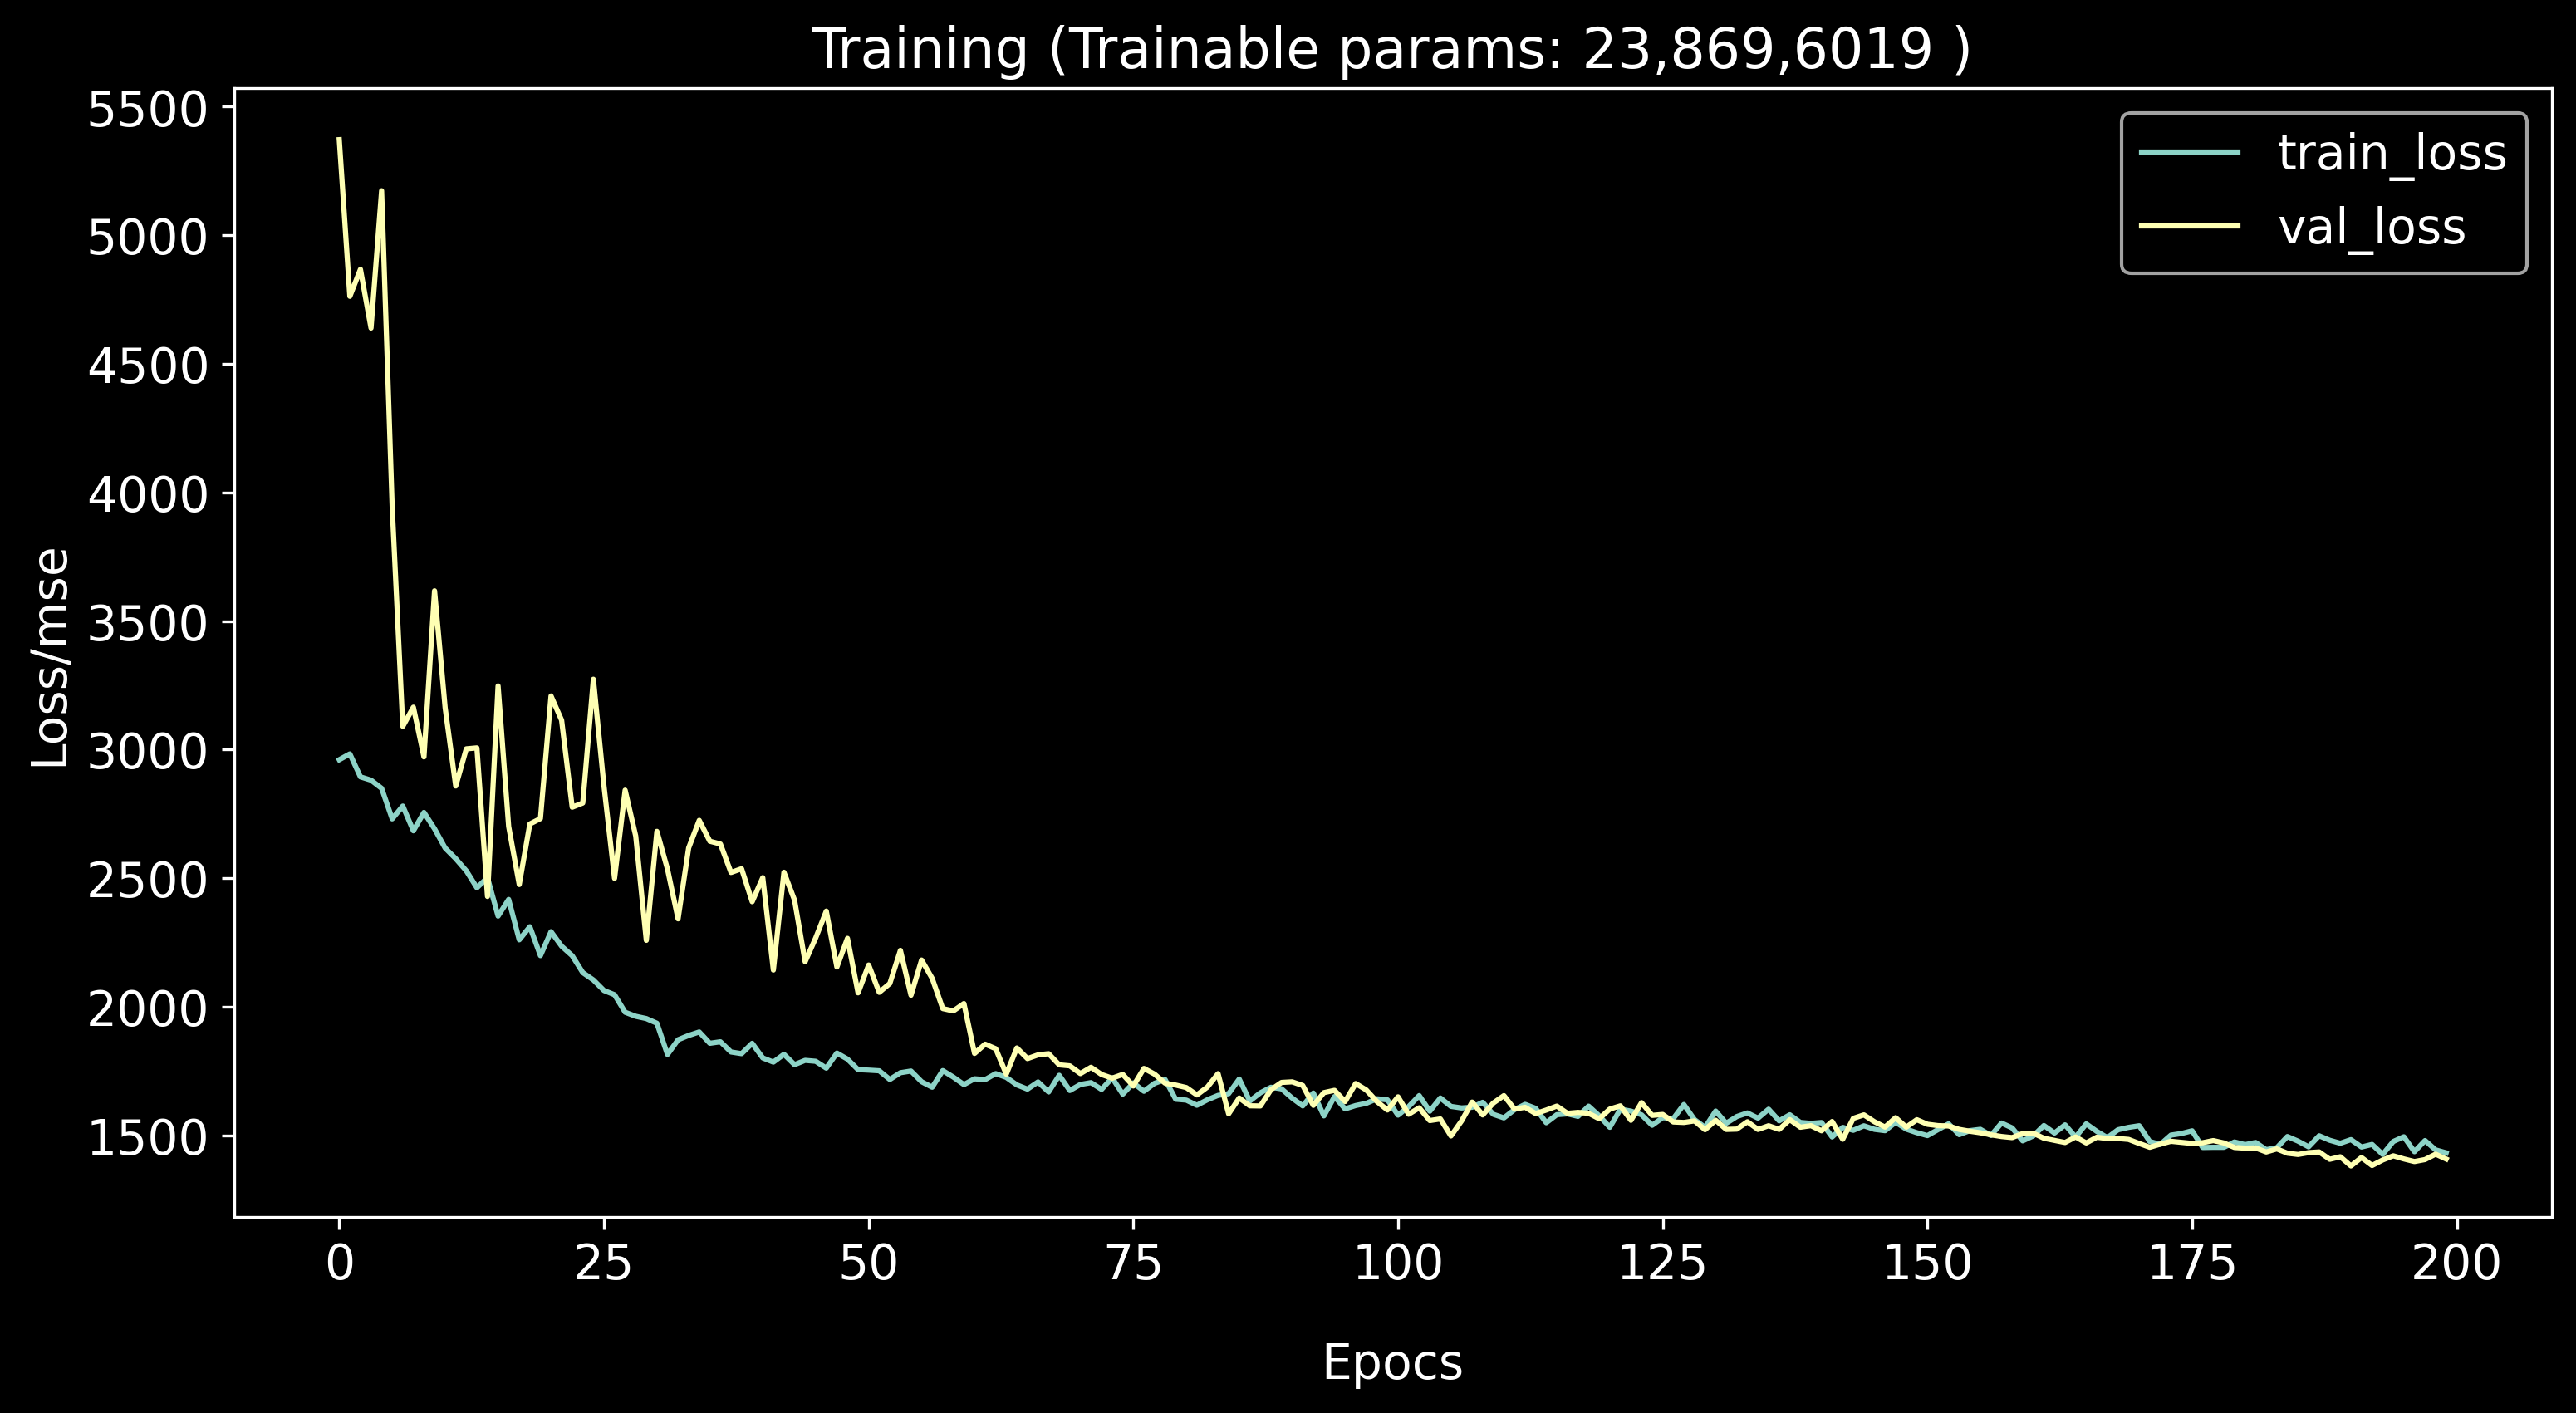 Training (Trainable params: 23,869,6019 )
train_loss
val_loss
Loss/mse
5500
5000
4500
4000
3500
3000
2500
2000
1500
0 25 50 75 100 125 150 175 200
Epocs